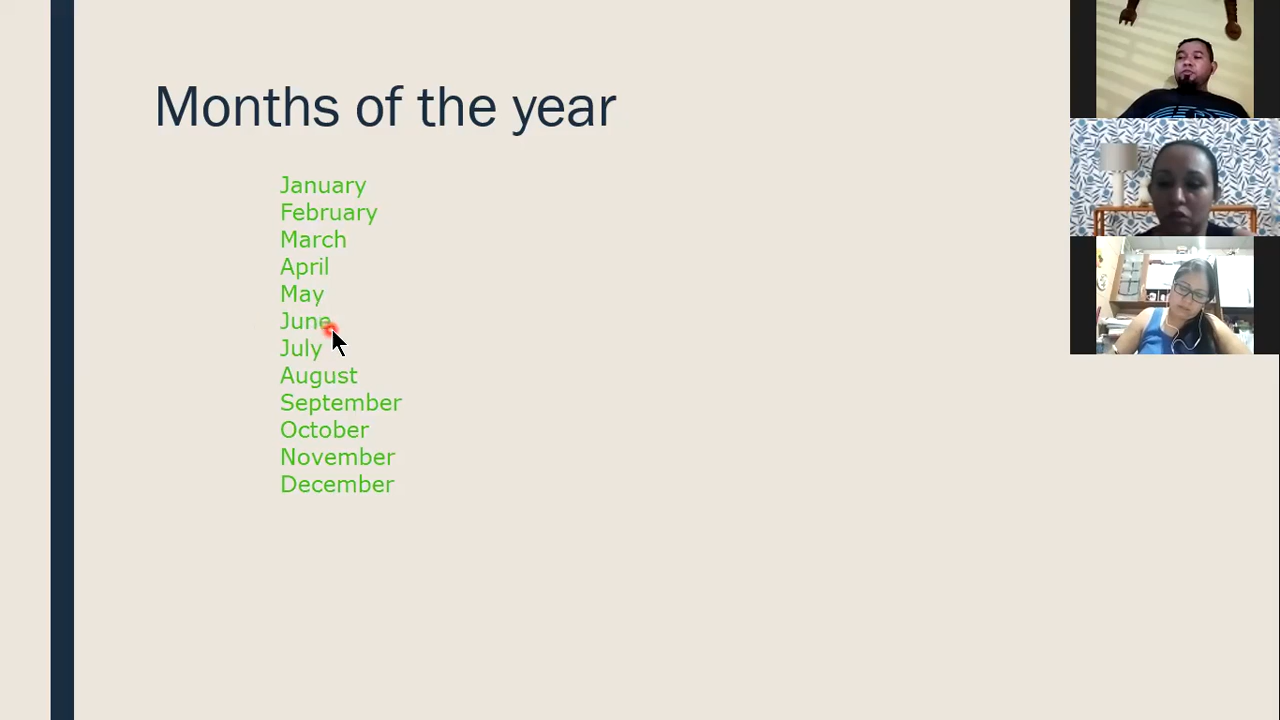 Months of the year
January
February
March
April
May
June
July
August
September
October
November
December